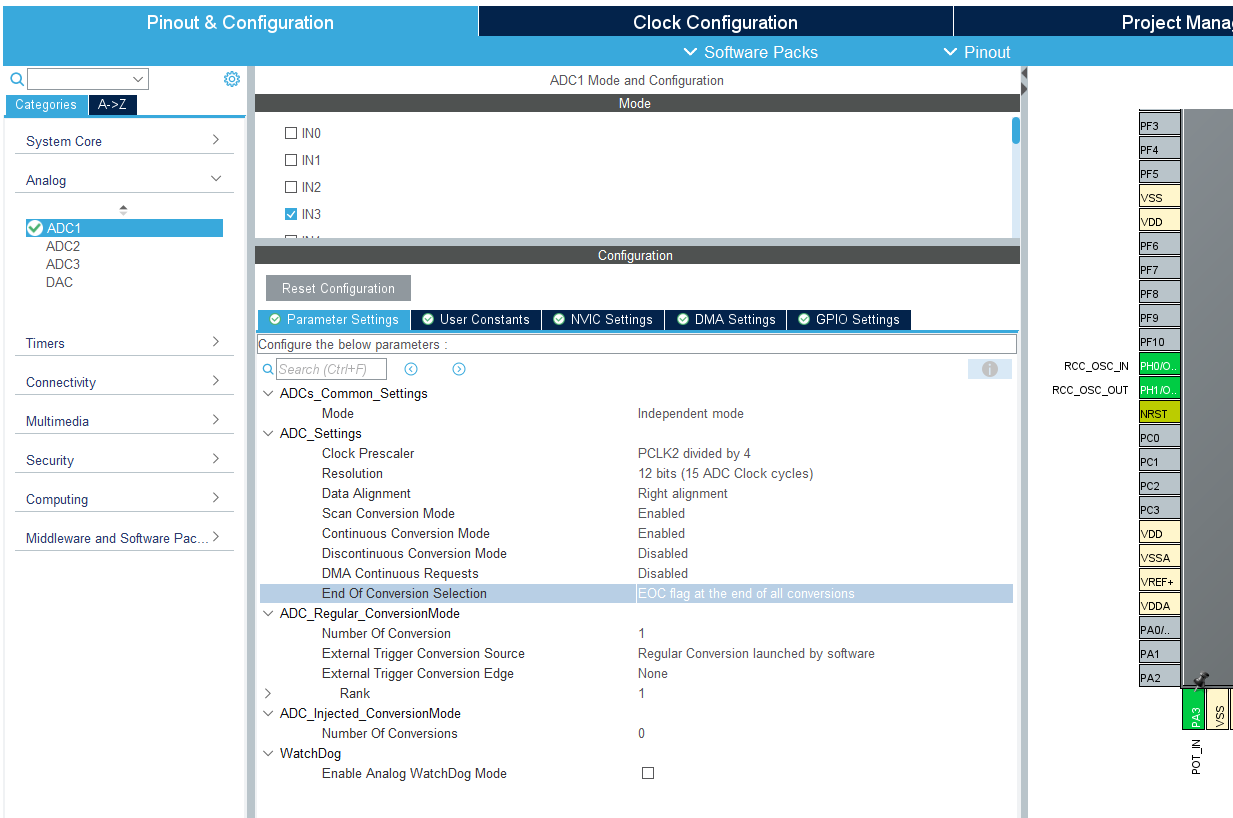 Pinout & Configuration
Clock Configuration
Project Mana
Software Packs
Pinout
Categories
A->Z
System Core
Analog
ADC1
ADC2
ADC3
DAC
Timers
Connectivity
Multimedia
Security
Computing
Middleware and Software Pac...
ADC1 Mode and Configuration
Mode
IN0
IN1
IN2
IN3
Configuration
Reset Configuration
Parameter Settings
User Constants
NVIC Settings
DMA Settings
GPIO Settings
Configure the below parameters :
Search (Ctrl+F)
ADCs_Common_Settings
Mode Independent mode
ADC_Settings
Clock Prescaler PCLK2 divided by 4
Resolution 12 bits (15 ADC Clock cycles)
Data Alignment Right alignment
Scan Conversion Mode Enabled
Continuous Conversion Mode Enabled
Discontinuous Conversion Mode Disabled
DMA Continuous Requests Disabled
End Of Conversion Selection EOC flag at the end of all conversions
ADC_Regular_ConversionMode
Number Of Conversion 1
External Trigger Conversion Source Regular Conversion launched by software
External Trigger Conversion Edge None
Rank 1
ADC_Injected_ConversionMode
Number Of Conversions 0
WatchDog
Enable Analog WatchDog Mode
PF3
PF4
PF5
VSS
VDD
PF6
PF7
PF8
PF9
PF10
RCC_OSC_IN PH0/O..
RCC_OSC_OUT PH1/O..
NRST
PC0
PC1
PC2
PC3
VDD
VSSA
VREF+
VDDA
PA0/..
PA1
PA2
PA3
VSS
POT_IN